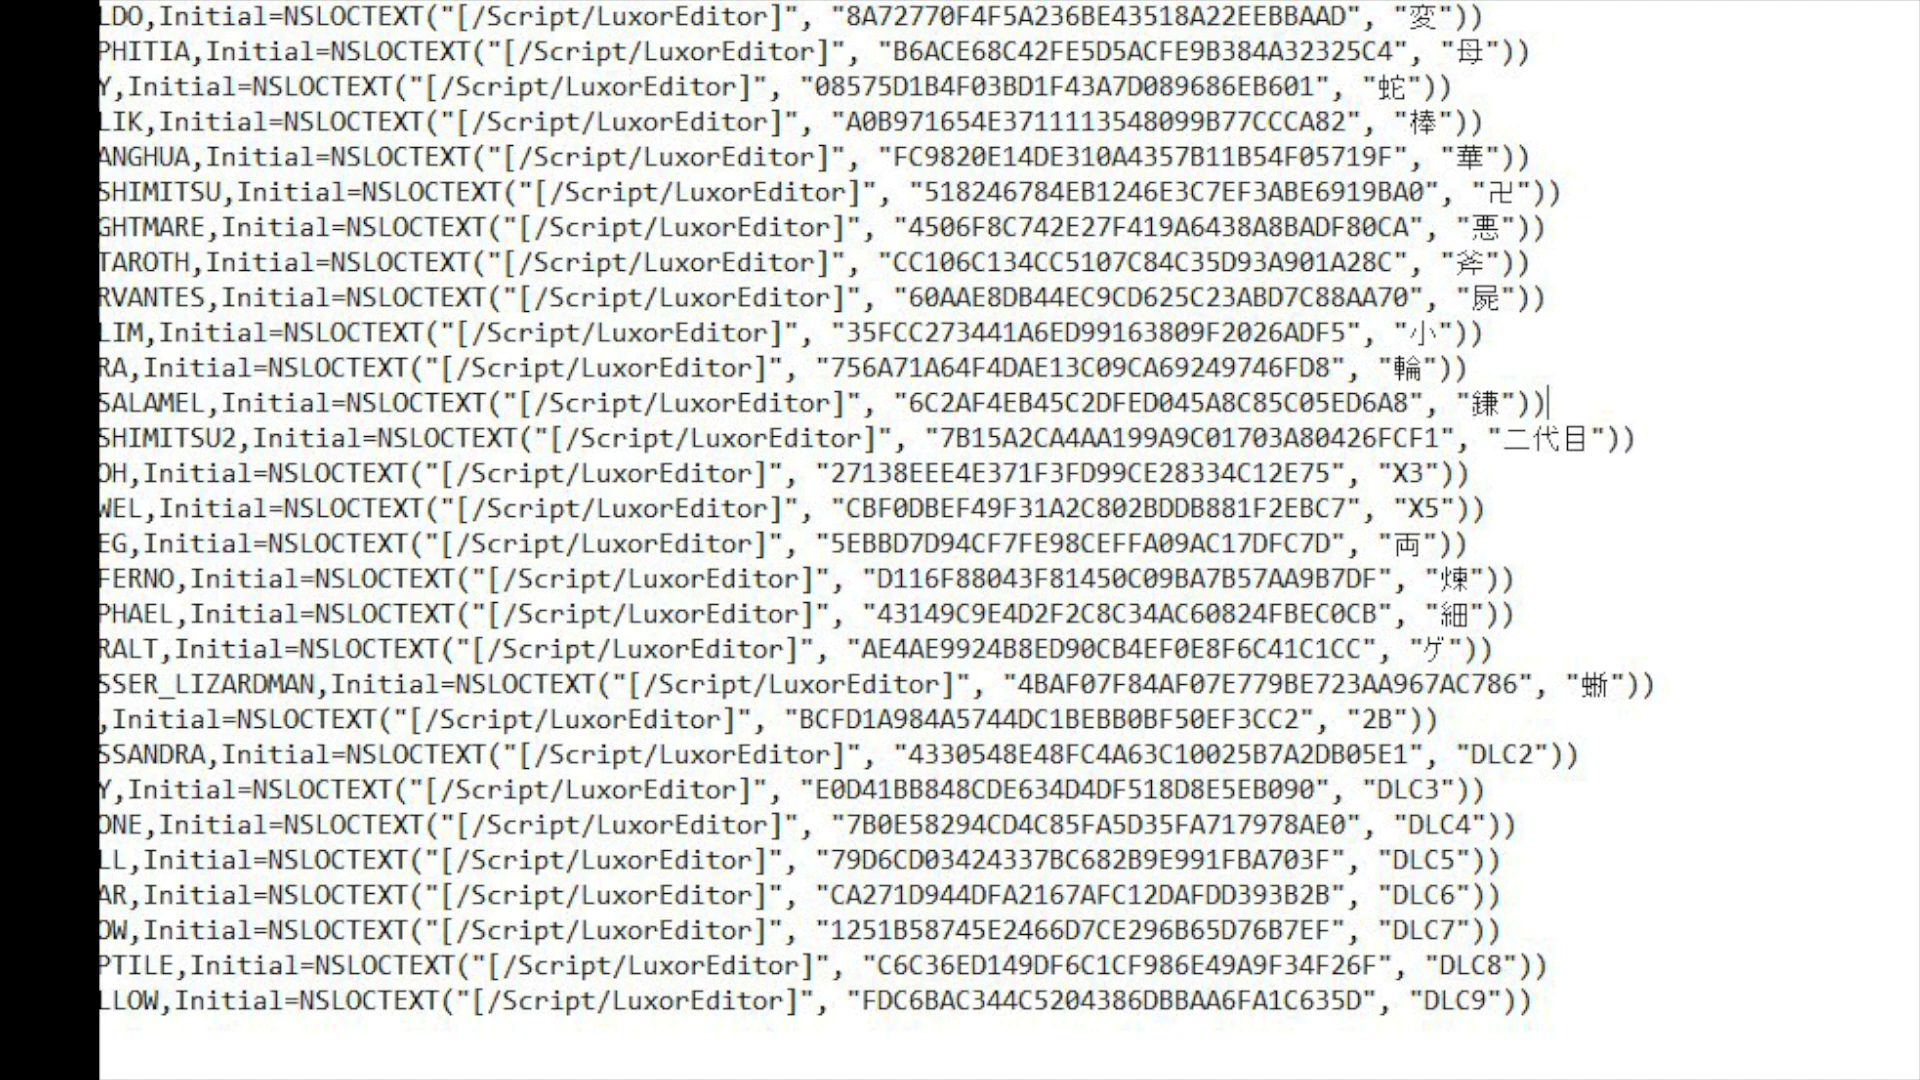 LDO,Initial=NSLOCTEXT("[/Script/LuxorEditor]", "8A72770F4F5A236BE43518A22EEBBAAD", "変"))
PHITIA,Initial=NSLOCTEXT("[/Script/LuxorEditor]", "B6ACE68C42FE5D5ACFE9B384A32325C4", "母"))
Y,Initial=NSLOCTEXT("[/Script/LuxorEditor]", "08575D1B4F03BD1F43A7D089686EB601", "蛇"))
LIK,Initial=NSLOCTEXT("[/Script/LuxorEditor]", "A0B971654E3711113548099B77CCCA82", "棒"))
ANGHUA,Initial=NSLOCTEXT("[/Script/LuxorEditor]", "FC9820E14DE310A4357B11B54F05719F", "華"))
SHIMITSU,Initial=NSLOCTEXT("[/Script/LuxorEditor]", "518246784EB1246E3C7EF3ABE6919BA0", "卍"))
GHTMARE,Initial=NSLOCTEXT("[/Script/LuxorEditor]", "4506F8C742E27F419A6438A8BADF80CA", "悪"))
TAROTH,Initial=NSLOCTEXT("[/Script/LuxorEditor]", "CC106C134CC5107C84C35D93A901A28C", "斧"))
RVANTES,Initial=NSLOCTEXT("[/Script/LuxorEditor]", "60AAE8DB44EC9CD625C23ABD7C88AA70", "屍"))
LIM,Initial=NSLOCTEXT("[/Script/LuxorEditor]", "35FCC273441A6ED99163809F2026ADF5", "小"))
RA,Initial=NSLOCTEXT("[/Script/LuxorEditor]", "756A71A64F4DAE13C09CA69249746FD8", "輪"))
SALAMEL,Initial=NSLOCTEXT("[/Script/LuxorEditor]", "6C2AF4EB45C2DFED045A8C85C05ED6A8", "鎌"))
SHIMITSU2,Initial=NSLOCTEXT("[/Script/LuxorEditor]", "7B15A2CA4AA199A9C01703A80426FCF1", "二代目"))
OH,Initial=NSLOCTEXT("[/Script/LuxorEditor]", "27138EEE4E371F3FD99CE28334C12E75", "X3"))
WEL,Initial=NSLOCTEXT("[/Script/LuxorEditor]", "CBF0DBEF49F31A2C802BDDB881F2EBC7", "X5"))
EG,Initial=NSLOCTEXT("[/Script/LuxorEditor]", "5EBBD7D94CF7FE98CEFFA09AC17DFC7D", "両"))
FERNO,Initial=NSLOCTEXT("[/Script/LuxorEditor]", "D116F88043F81450C09BA7B57AA9B7DF", "煉"))
PHAEL,Initial=NSLOCTEXT("[/Script/LuxorEditor]", "43149C9E4D2F2C8C34AC60824FBEC0CB", "細"))
RALT,Initial=NSLOCTEXT("[/Script/LuxorEditor]", "AE4AE9924B8ED90CB4EF0E8F6C41C1CC", "ゲ"))
SSER_LIZARDMAN,Initial=NSLOCTEXT("[/Script/LuxorEditor]", "4BAF07F84AF07E779BE723AA967AC786", "蜥"))
,Initial=NSLOCTEXT("[/Script/LuxorEditor]", "BCFD1A984A5744DC1BEBB0BF50EF3CC2", "2B"))
SSANDRA,Initial=NSLOCTEXT("[/Script/LuxorEditor]", "4330548E48FC4A63C10025B7A2DB05E1", "DLC2"))
Y,Initial=NSLOCTEXT("[/Script/LuxorEditor]", "E0D41BB848CDE634D4DF518D8E5EB090", "DLC3"))
ONE,Initial=NSLOCTEXT("[/Script/LuxorEditor]", "7B0E58294CD4C85FA5D35FA717978AE0", "DLC4"))
LL,Initial=NSLOCTEXT("[/Script/LuxorEditor]", "79D6CD03424337BC682B9E991FBA703F", "DLC5"))
AR,Initial=NSLOCTEXT("[/Script/LuxorEditor]", "CA271D944DFA2167AFC12DAFDD393B2B", "DLC6"))
OW,Initial=NSLOCTEXT("[/Script/LuxorEditor]", "1251B58745E2466D7CE296B65D76B7EF", "DLC7"))
PTILE,Initial=NSLOCTEXT("[/Script/LuxorEditor]", "C6C36ED149DF6C1CF986E49A9F34F26F", "DLC8"))
LLOW,Initial=NSLOCTEXT("[/Script/LuxorEditor]", "FDC6BAC344C5204386DBBAA6FA1C635D", "DLC9"))